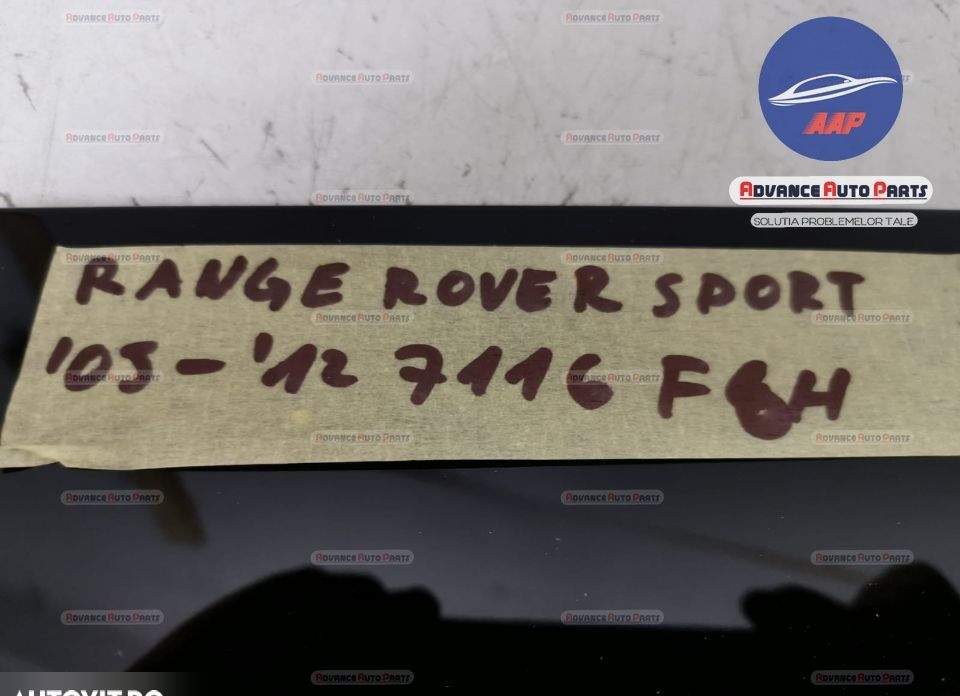 AAP
ADVANCE AUTO PARTS
SOLUTIA PROBLEMELOR TALE
RANGE ROVER SPORT
'05-'12 7116 F